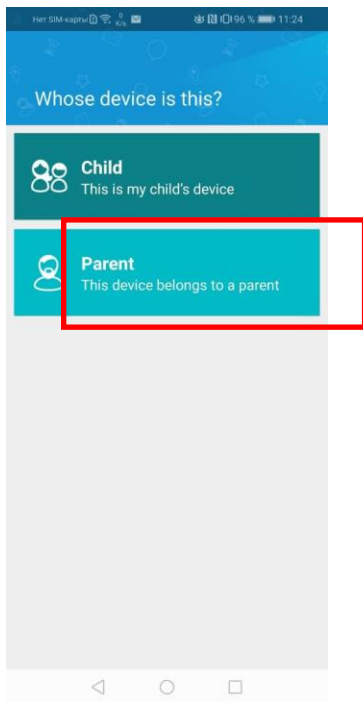 Нет SIM-карты 0 K/s 96 % 11:24
Whose device is this?
Child
This is my child's device
Parent
This device belongs to a parent